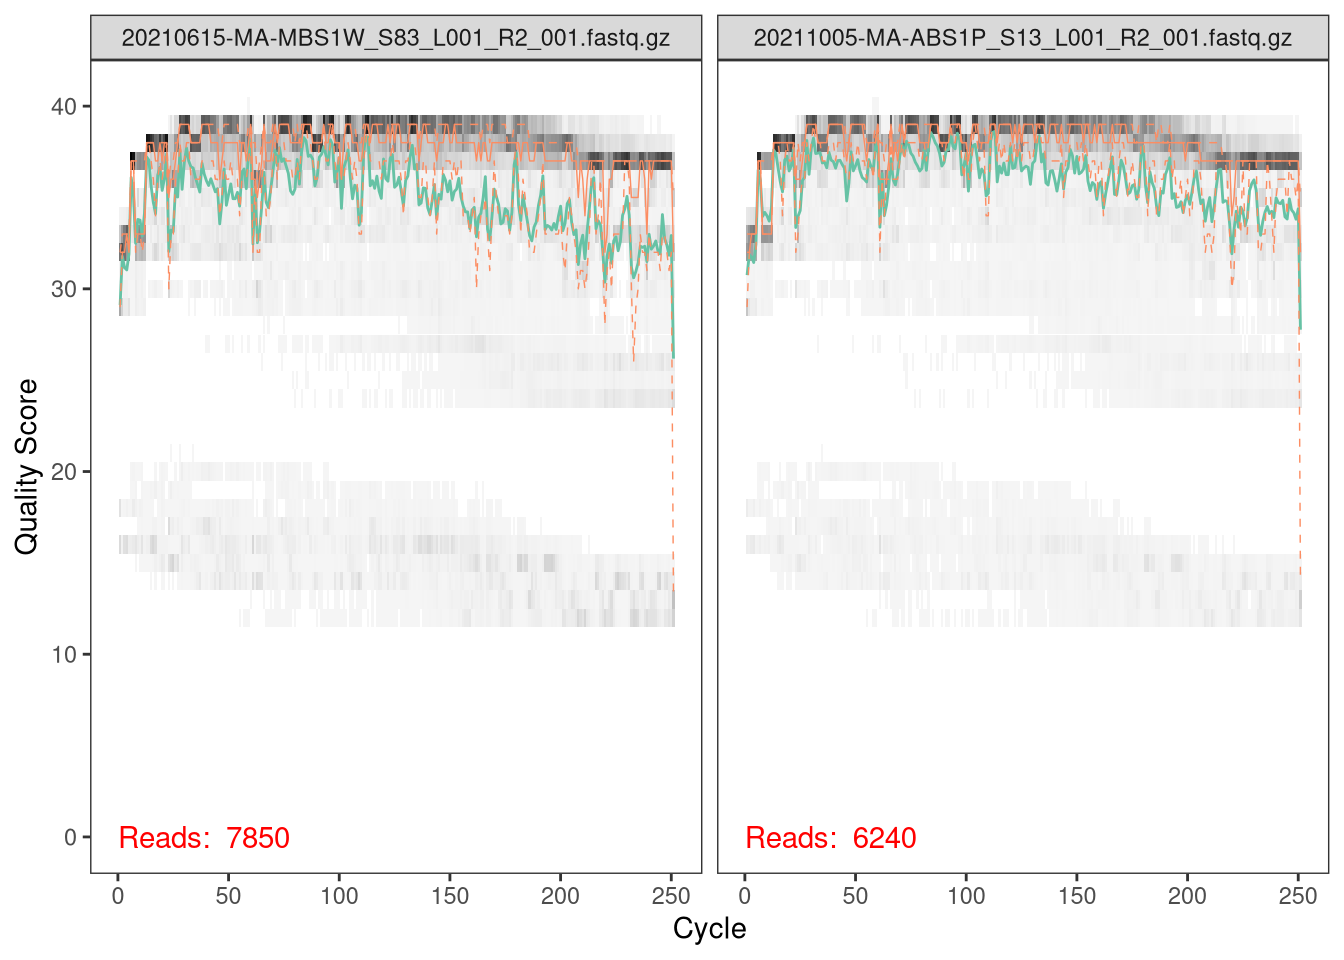 20210615-MA-MBS1W_S83_L001_R2_001.fastq.gz
20211005-MA-ABS1P_S13_L001_R2_001.fastq.gz
Quality Score
40
30
20
10
0
Reads: 7850
Reads: 6240
0 50 100 150 200 250
0 50 100 150 200 250
Cycle